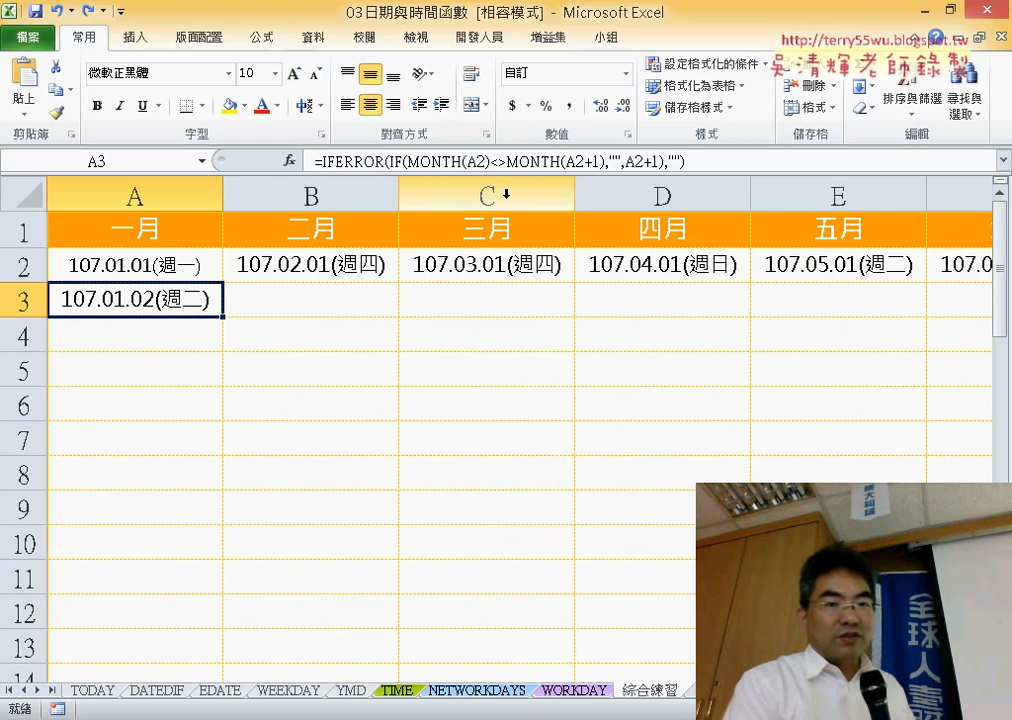 03日期與時間函數 [相容模式] - Microsoft Excel
檔案 常用 插入 版面配置 公式 資料 校閱 檢視 開發人員 增益集 小組
http://terry55wu.blogspot.tw
吳清輝老師錄製
貼上
微軟正黑體 10
B I U
自訂
$ % ,
設定格式化的條件
格式化為表格
儲存格樣式
刪除
格式
排序與篩選
尋找與選取
剪貼簿 字型 對齊方式 數值 樣式 儲存格 編輯
A3 fx =IFERROR(IF(MONTH(A2)<>MONTH(A2+1),"",A2+1),"")
A B C D E
1 一月 二月 三月 四月 五月
2 107.01.01(週一) 107.02.01(週四) 107.03.01(週四) 107.04.01(週日) 107.05.01(週二) 107.0
3 107.01.02(週二)
4
5
6
7
8
9
10
11
12
13
14
全球人壽
TODAY DATEDIF EDATE WEEKDAY YMD TIME NETWORKDAYS WORKDAY 綜合練習
就緒